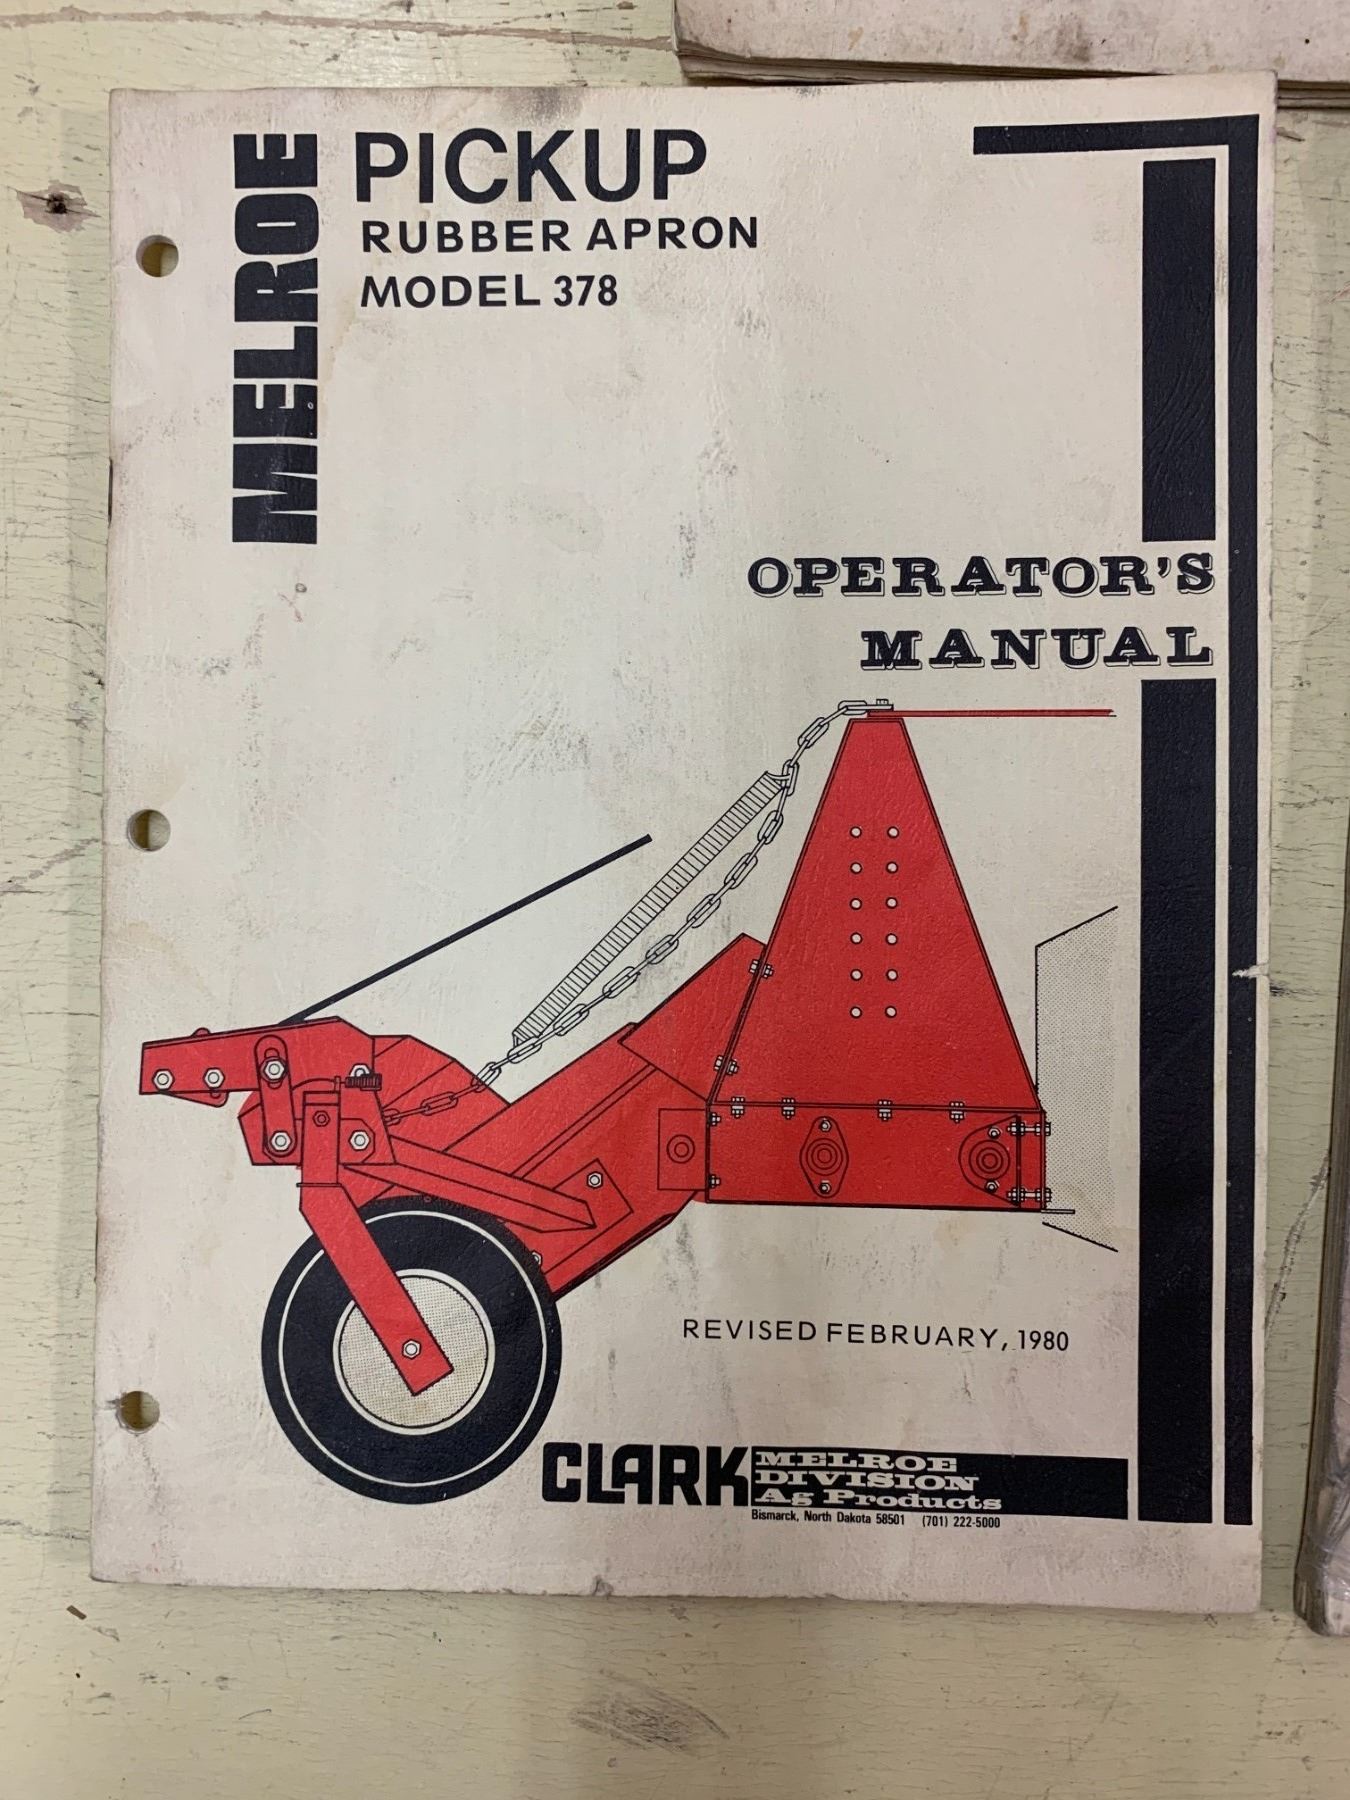 MELROE
PICKUP
RUBBER APRON
MODEL 378
OPERATOR'S
MANUAL
REVISED FEBRUARY, 1980
CLARK
MELROE
DIVISION
Ag Products
Bismarck, North Dakota 58501 (701) 222-5000